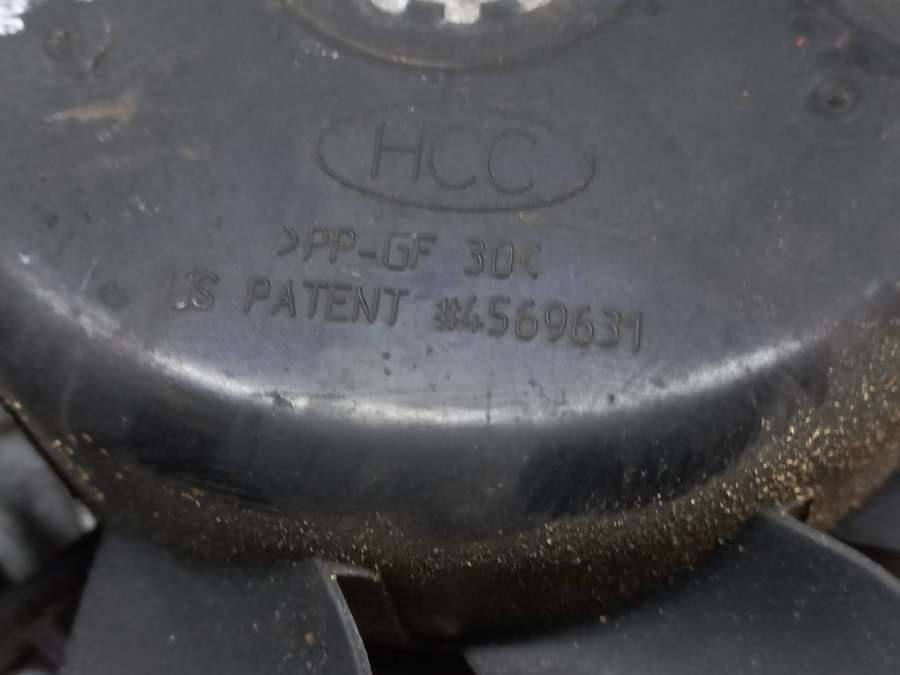 HCC
>PP-GF 30<
US PATENT #4569631